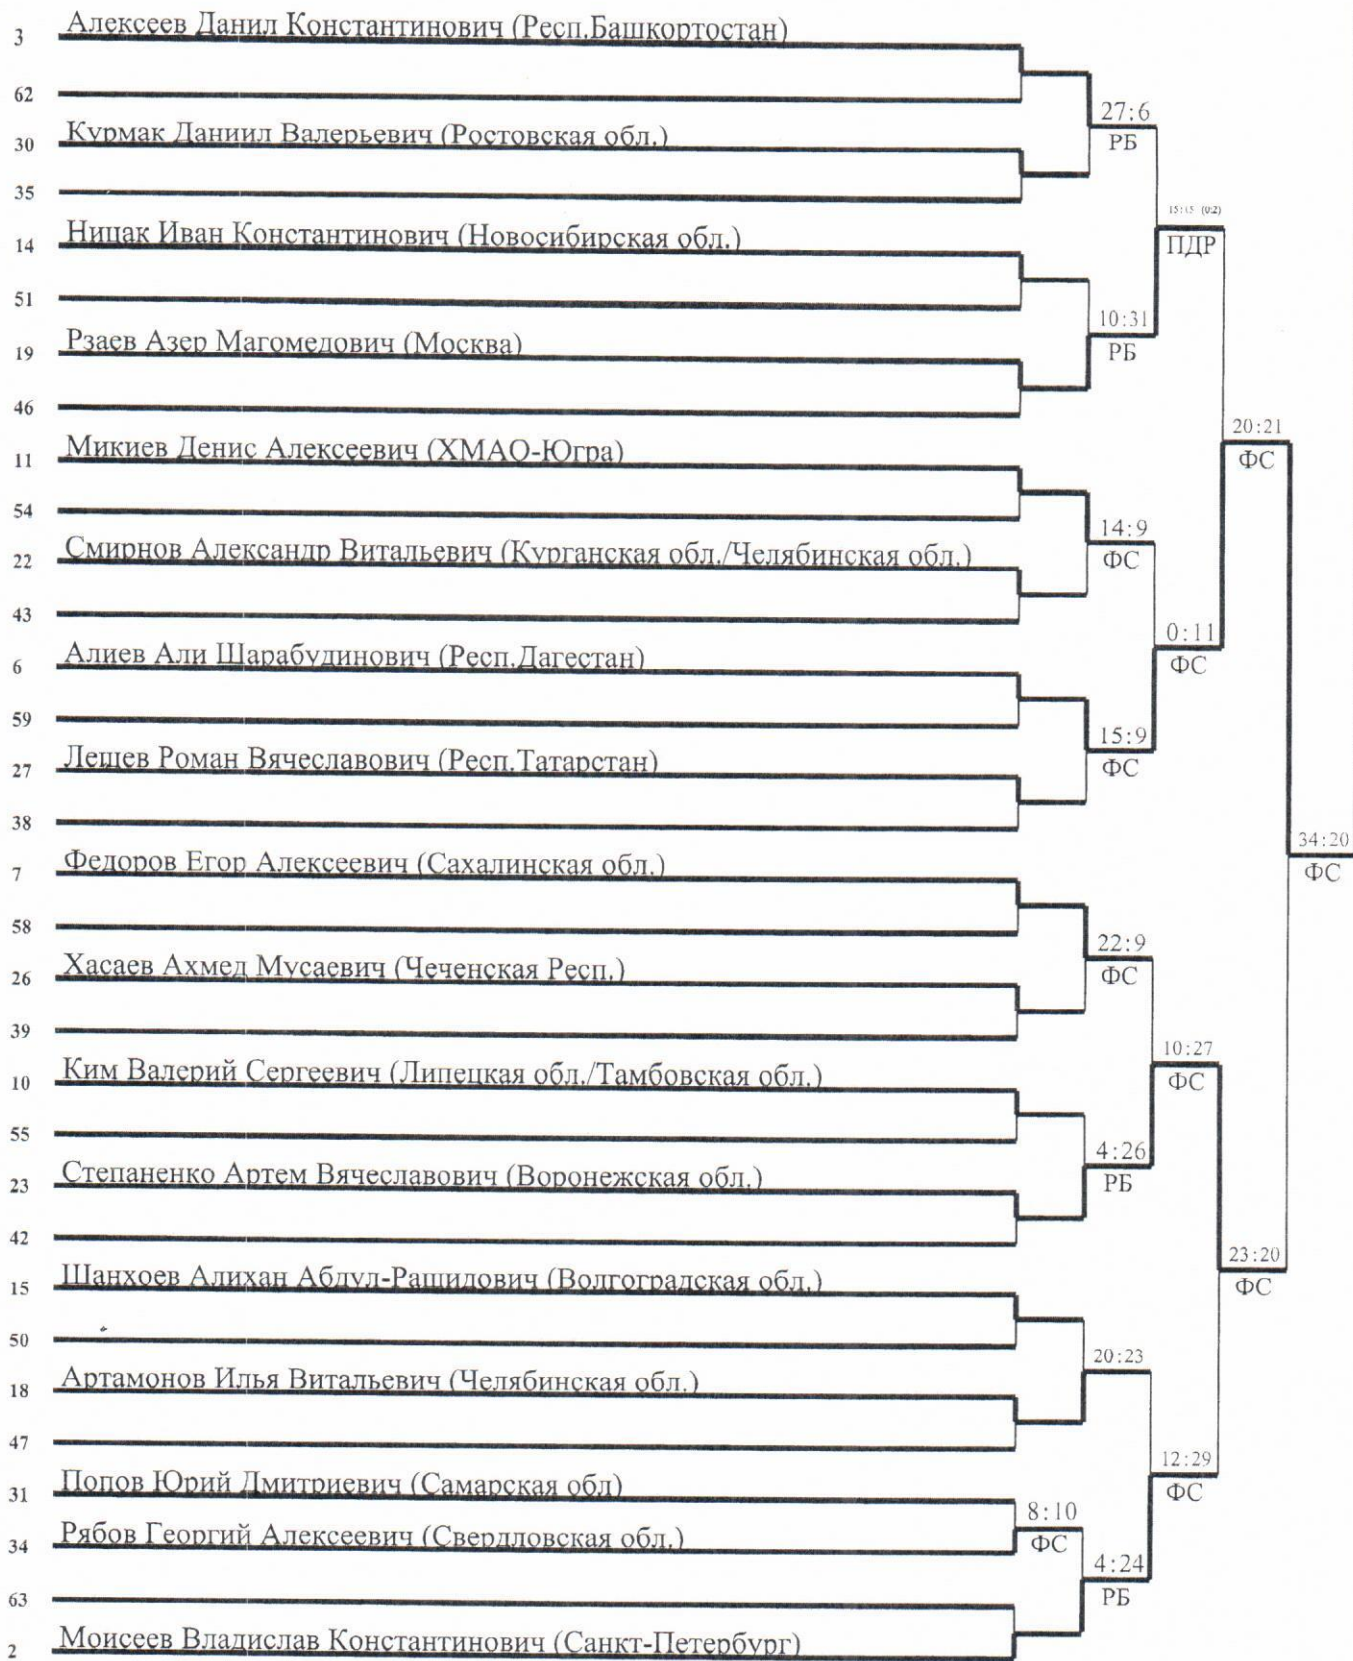 3 Алексеев Данил Константинович (Респ.Башкортостан)
62
27:6
30 Курмак Даниил Валерьевич (Ростовская обл.)
РБ
35
15:15 (0:2)
14 Ницак Иван Константинович (Новосибирская обл.)
ПДР
51
10:31
19 Рзаев Азер Магомедович (Москва)
РБ
46
20:21
11 Микиев Денис Алексеевич (ХМАО-Югра)
ФС
54
14:9
22 Смирнов Александр Витальевич (Курганская обл./Челябинская обл.)
ФС
43
0:11
6 Алиев Али Шарабудинович (Респ.Дагестан)
ФС
59
15:9
27 Лещев Роман Вячеславович (Респ.Татарстан)
ФС
38
34:20
7 Федоров Егор Алексеевич (Сахалинская обл.)
ФС
58
22:9
26 Хасаев Ахмед Мусаевич (Чеченская Респ.)
ФС
39
10:27
10 Ким Валерий Сергеевич (Липецкая обл./Тамбовская обл.)
ФС
55
4:26
23 Степаненко Артем Вячеславович (Воронежская обл.)
РБ
42
23:20
15 Шанхоев Алихан Абдул-Рашидович (Волгоградская обл.)
ФС
50
20:23
18 Артамонов Илья Витальевич (Челябинская обл.)
47
12:29
31 Попов Юрий Дмитриевич (Самарская обл)
ФС
8:10
34 Рябов Георгий Алексеевич (Свердловская обл.)
ФС
4:24
63
РБ
2 Моисеев Владислав Константинович (Санкт-Петербург)